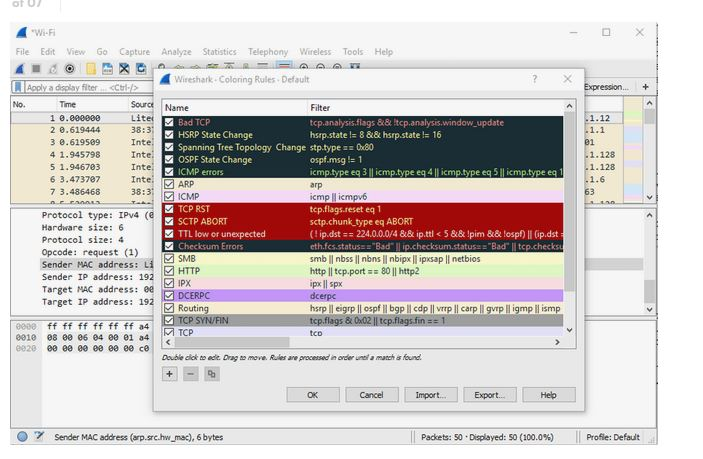 of 07
*Wi-Fi
File Edit View Go Capture Analyze Statistics Telephony Wireless Tools Help
Apply a display filter ... <Ctrl-/>
Expression... +
No. Time Source
1 0.000000 Liteo
2 0.619444 38:37
3 0.619509 Inte
4 1.945798 Inte
5 1.946703 Inte
6 3.473707 Inte
7 3.486468 38:37
.1.12
.1.1
01
.1.128
.1.128
.1.6
63
.1.128
Protocol type: IPv4 (0
Hardware size: 6
Protocol size: 4
Opcode: request (1)
Sender MAC address: Li
Sender IP address: 192
Target MAC address: 00
Target IP address: 192
0000 ff ff ff ff ff ff a4
0010 08 00 06 04 00 01 a4
0020 00 00 00 00 00 00 c0
Wireshark · Coloring Rules · Default
Name Filter
Bad TCP tcp.analysis.flags && !tcp.analysis.window_update
HSRP State Change hsrp.state != 8 && hsrp.state != 16
Spanning Tree Topology Change stp.type == 0x80
OSPF State Change ospf.msg != 1
ICMP errors icmp.type eq 3 || icmp.type eq 4 || icmp.type eq 5 || icmp.type eq 1
ARP arp
ICMP icmp || icmpv6
TCP RST tcp.flags.reset eq 1
SCTP ABORT sctp.chunk_type eq ABORT
TTL low or unexpected ( ! ip.dst == 224.0.0.0/4 && ip.ttl < 5 && !pim && !ospf) || (ip.dst =
Checksum Errors eth.fcs.status=="Bad" || ip.checksum.status=="Bad" || tcp.checksu
SMB smb || nbss || nbns || nbipx || ipxsap || netbios
HTTP http || tcp.port == 80 || http2
IPX ipx || spx
DCERPC dcerpc
Routing hsrp || eigrp || ospf || bgp || cdp || vrrp || carp || gvrp || igmp || ismp
TCP SYN/FIN tcp.flags & 0x02 || tcp.flags.fin == 1
TCP tcp
Double click to edit. Drag to move. Rules are processed in order until a match is found.
OK Cancel Import... Export... Help
Sender MAC address (arp.src.hw_mac), 6 bytes
Packets: 50 · Displayed: 50 (100.0%)
Profile: Default